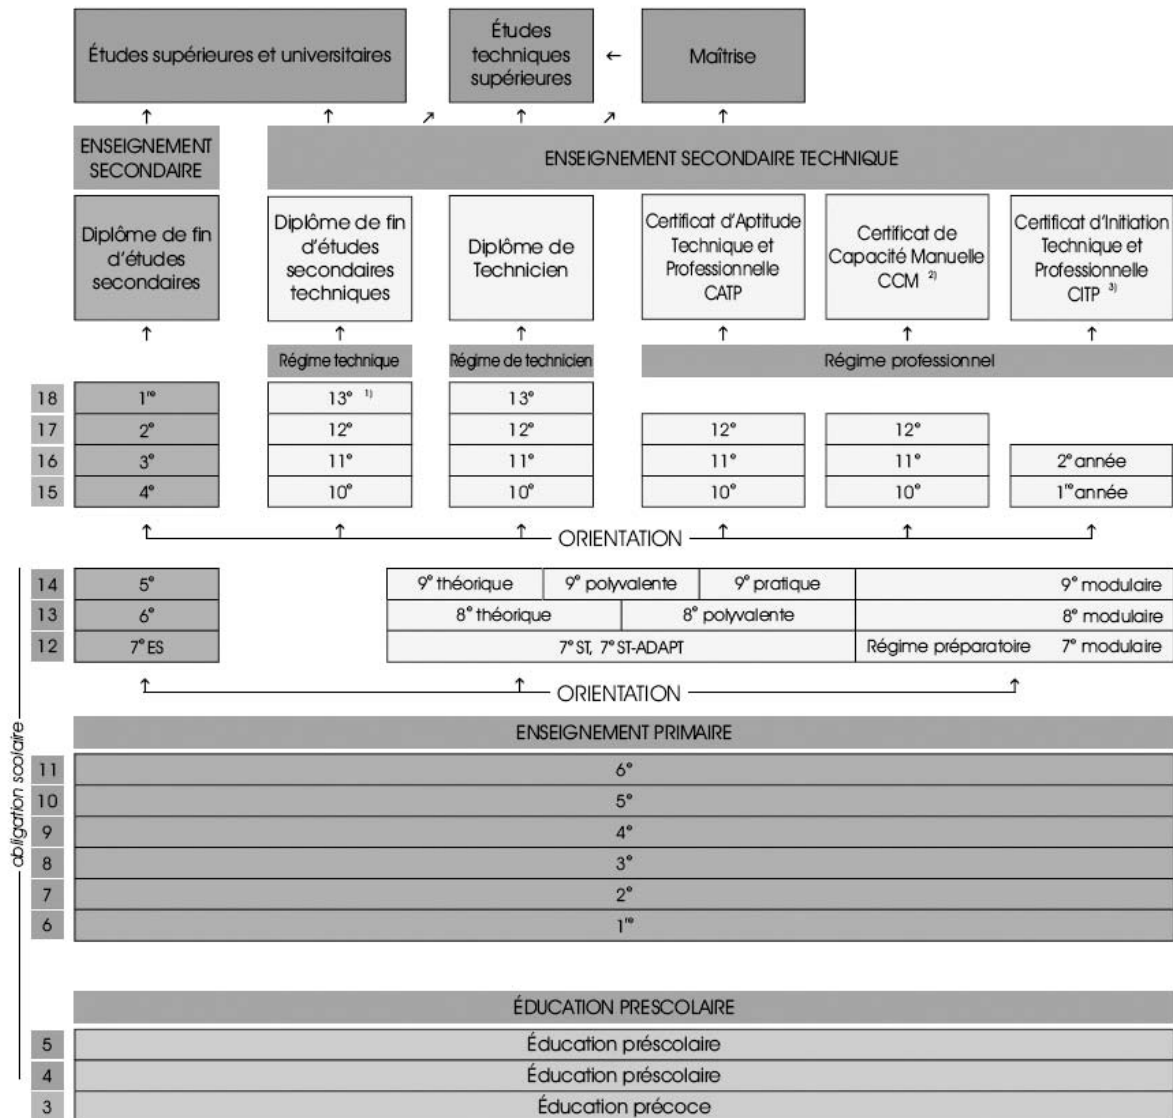 Études supérieures et universitaires
Études
techniques
supérieures
←
Maîtrise
↑ ↑ ↗ ↑ ↗ ↑
ENSEIGNEMENT
SECONDAIRE
ENSEIGNEMENT SECONDAIRE TECHNIQUE
Diplôme de fin
d'études
secondaires
Diplôme de fin
d'études
secondaires
techniques
Diplôme de
Technicien
Certificat d'Aptitude
Technique et
Professionnelle
CATP
Certificat de
Capacité Manuelle
CCM 2)
Certificat d'Initiation
Technique et
Professionnelle
CITP 3)
↑ ↑ ↑ ↑ ↑ ↑
Régime technique
Régime de technicien
Régime professionnel
18 1re 13e 1) 13e
17 2e 12e 12e 12e 12e
16 3e 11e 11e 11e 11e 2e année
15 4e 10e 10e 10e 10e 1re année
↑ ↑ ↑ ↑ ↑ ↑
ORIENTATION
14 5e 9e théorique 9e polyvalente 9e pratique 9e modulaire
13 6e 8e théorique 8e polyvalente 8e modulaire
12 7e ES 7e ST, 7e ST-ADAPT Régime préparatoire 7e modulaire
↑ ↑ ↑
ORIENTATION
ENSEIGNEMENT PRIMAIRE
11 6e
10 5e
9 4e
8 3e
7 2e
6 1re
obligation scolaire
ÉDUCATION PRESCOLAIRE
5 Éducation préscolaire
4 Éducation préscolaire
3 Éducation précoce